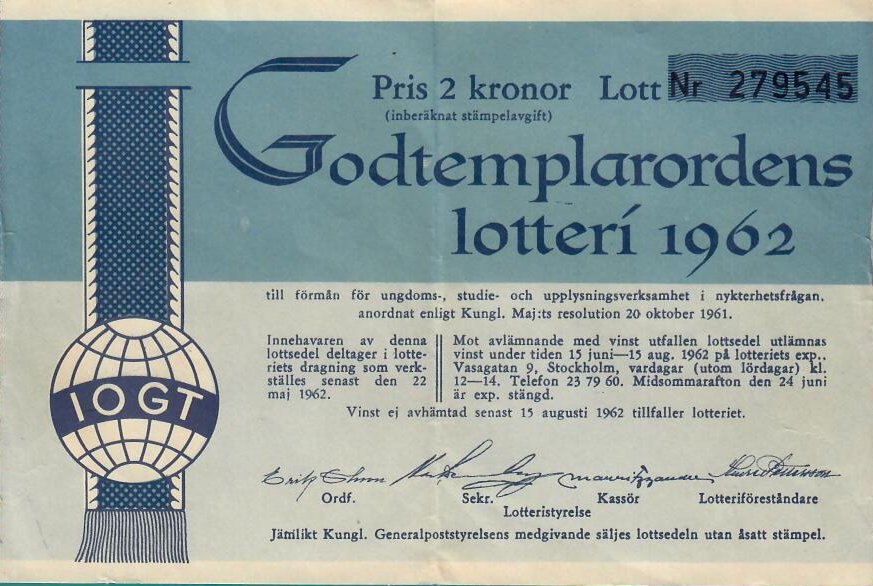 Pris 2 kronor Lott Nr 279545
(inberäknat stämpelavgift)
Godtemplarordens
lotteri 1962
till förmån för ungdoms-, studie- och upplysningsverksamhet i nykterhetsfrågan.
anordnat enligt Kungl. Maj:ts resolution 20 oktober 1961.
Innehavaren av denna
lottsedel deltager i lotte-
riets dragning som verk-
ställes senast den 22
maj 1962.
Mot avlämnande med vinst utfallen lottsedel utlämnas
vinst under tiden 15 juni—15 aug. 1962 på lotteriets exp..
Vasagatan 9, Stockholm, vardagar (utom lördagar) kl.
12—14. Telefon 23 79 60. Midsommarafton den 24 juni
är exp. stängd.
Vinst ej avhämtad senast 15 augusti 1962 tillfaller lotteriet.
IOGT
Ordf. Sekr. Kassör Lotteriföreståndare
Lotteristyrelse
Jämlikt Kungl. Generalpoststyrelsens medgivande säljes lottsedeln utan åsatt stämpel.